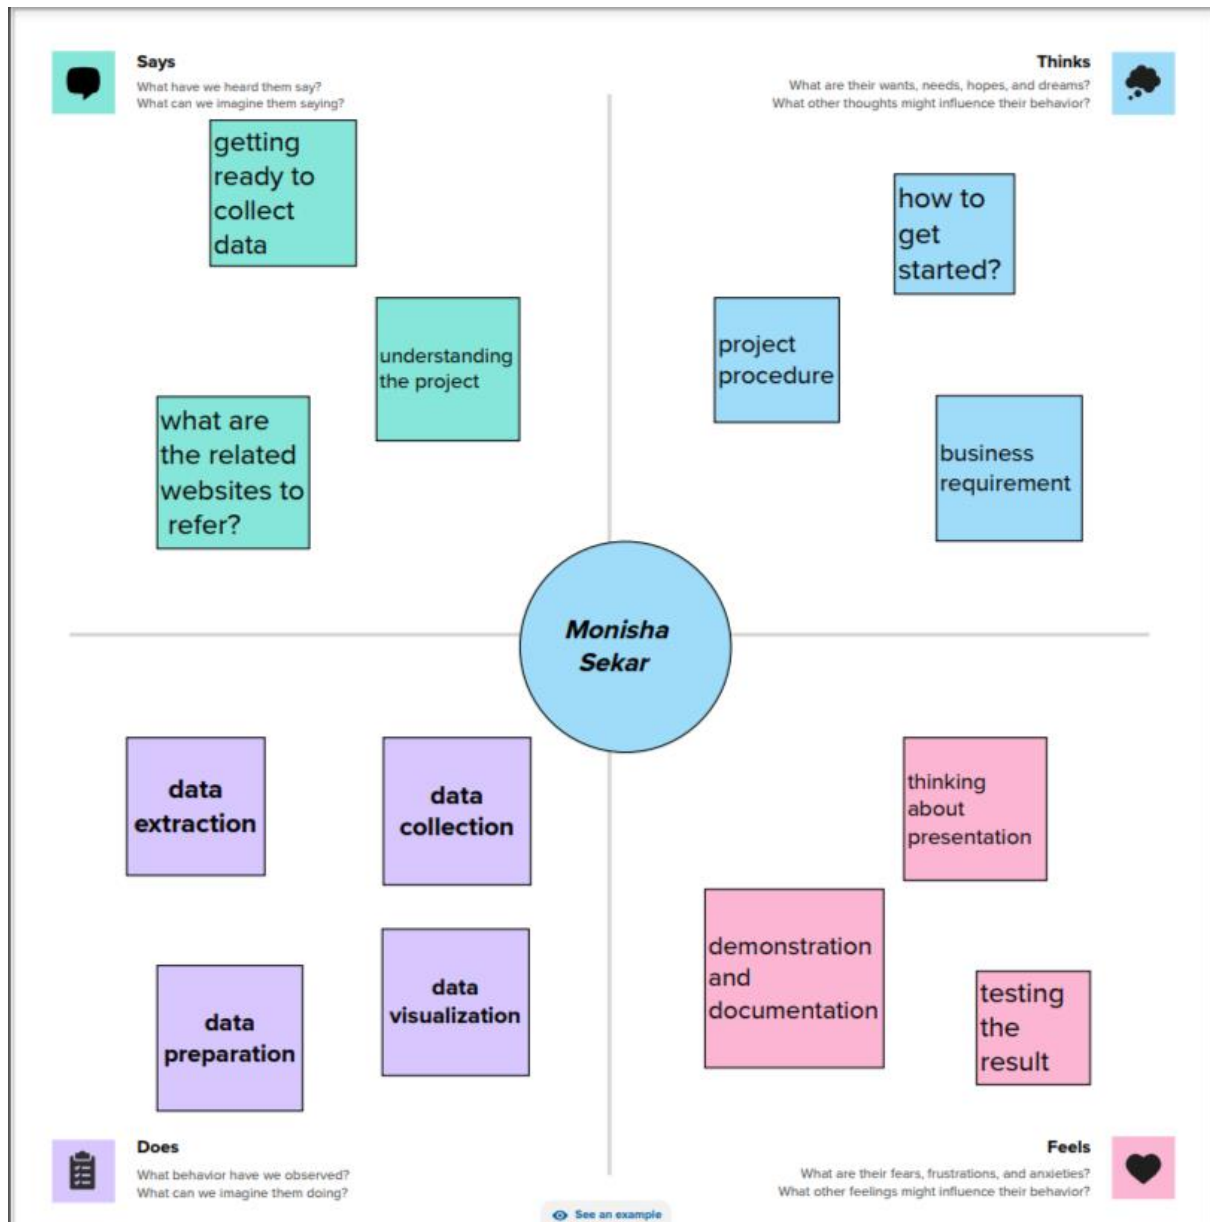 Says
What have we heard them say?
What can we imagine them saying?
getting
ready to
collect
data
understanding
the project
what are
the related
websites to
refer?
Thinks
What are their wants, needs, hopes, and dreams?
What other thoughts might influence their behavior?
how to
get
started?
project
procedure
business
requirement
Monisha
Sekar
data
extraction
data
collection
data
preparation
data
visualization
Does
What behavior have we observed?
What can we imagine them doing?
thinking
about
presentation
demonstration
and
documentation
testing
the
result
Feels
What are their fears, frustrations, and anxieties?
What other feelings might influence their behavior?
See an example